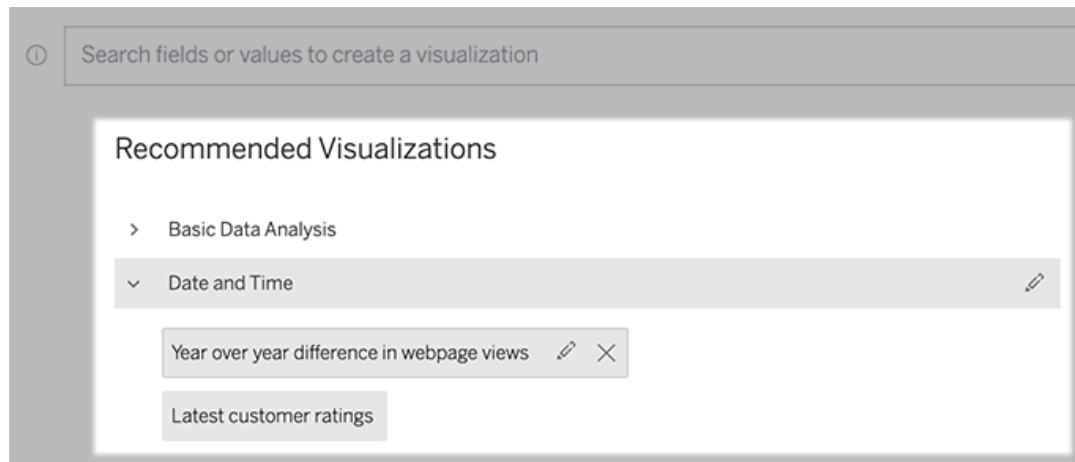 Search fields or values to create a visualization
Recommended Visualizations
Basic Data Analysis
Date and Time
Year over year difference in webpage views
Latest customer ratings